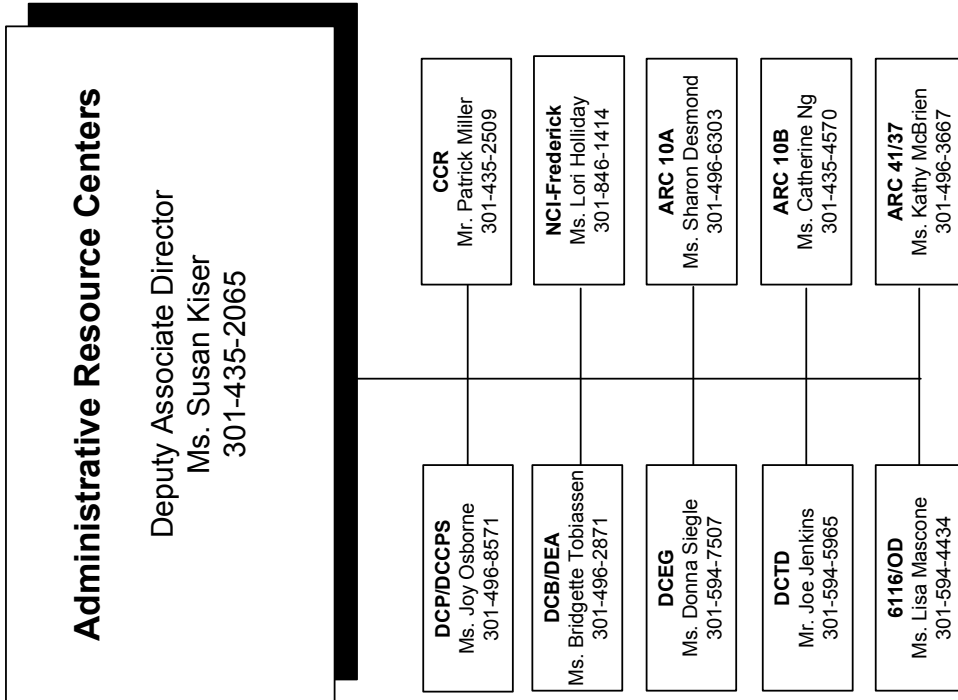 Administrative Resource Centers
Deputy Associate Director
Ms. Susan Kiser
301-435-2065
DCP/DCCPS
Ms. Joy Osborne
301-496-8571
CCR
Mr. Patrick Miller
301-435-2509
DCB/DEA
Ms. Bridgette Tobiassen
301-496-2871
NCI-Frederick
Ms. Lori Holliday
301-846-1414
DCEG
Ms. Donna Siegle
301-594-7507
ARC 10A
Ms. Sharon Desmond
301-496-6303
DCTD
Mr. Joe Jenkins
301-594-5965
ARC 10B
Ms. Catherine Ng
301-435-4570
6116/OD
Ms. Lisa Mascone
301-594-4434
ARC 41/37
Ms. Kathy McBrien
301-496-3667